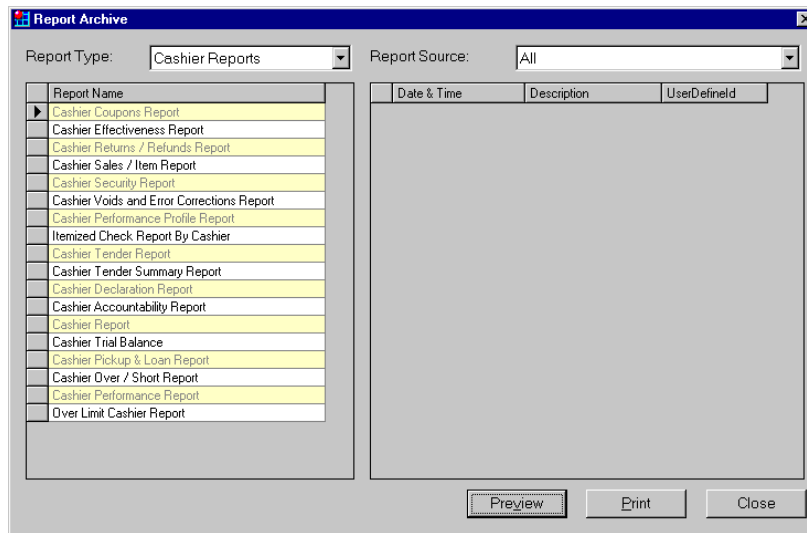 Report Archive
Report Type: Cashier Reports Report Source: All
Report Name
Cashier Coupons Report
Cashier Effectiveness Report
Cashier Returns / Refunds Report
Cashier Sales / Item Report
Cashier Security Report
Cashier Voids and Error Corrections Report
Cashier Performance Profile Report
Itemized Check Report By Cashier
Cashier Tender Report
Cashier Tender Summary Report
Cashier Declaration Report
Cashier Accountability Report
Cashier Report
Cashier Trial Balance
Cashier Pickup & Loan Report
Cashier Over / Short Report
Cashier Performance Report
Over Limit Cashier Report
Date & Time Description UserDefineId
Preview Print Close